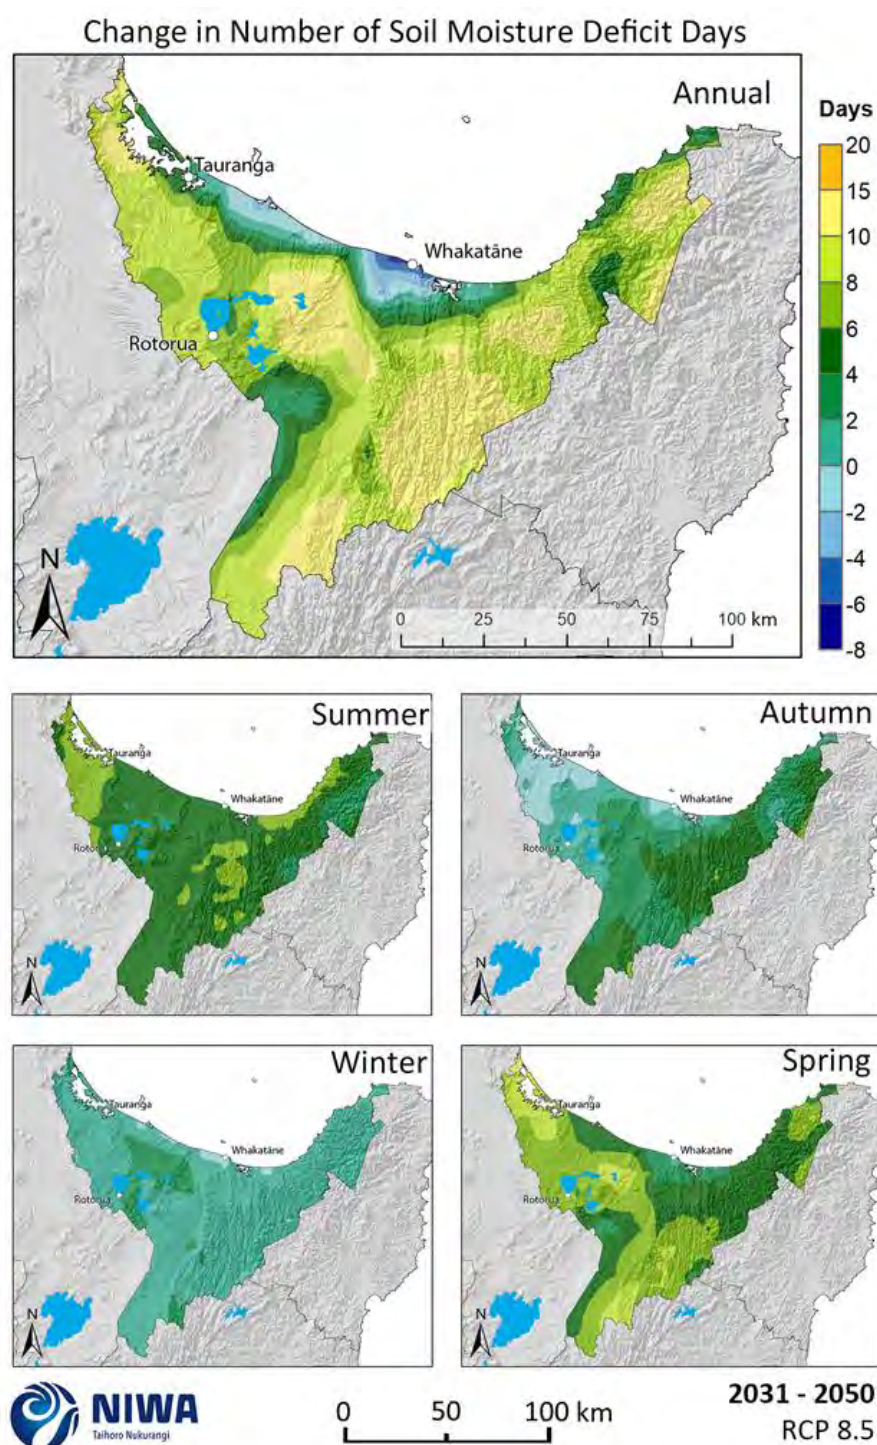 Change in Number of Soil Moisture Deficit Days
Annual
Days
20
15
10
8
6
4
2
0
-2
-4
-6
-8
Tauranga
Whakatāne
Rotorua
N
0 25 50 75 100 km
Summer
Tauranga
Whakatāne
Rotorua
N
Autumn
Tauranga
Whakatāne
Rotorua
N
Winter
Tauranga
Whakatāne
Rotorua
N
Spring
Tauranga
Whakatāne
Rotorua
N
NIWA
Taihoro Nukurangi
0 50 100 km
2031 - 2050
RCP 8.5